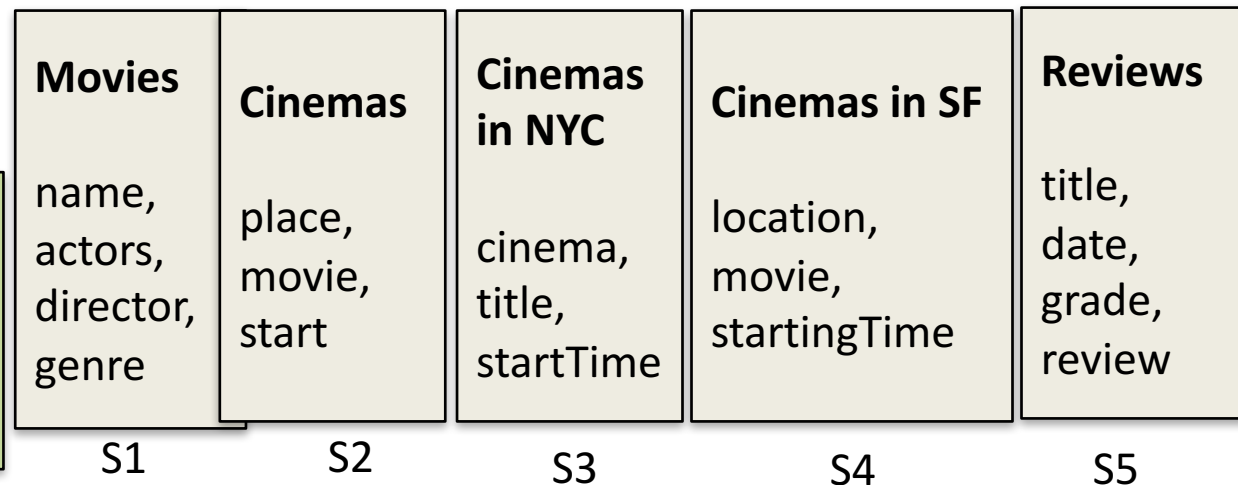 Movies
name,
actors,
director,
genre
S1
Cinemas
place,
movie,
start
S2
Cinemas
in NYC
cinema,
title,
startTime
S3
Cinemas in SF
location,
movie,
startingTime
S4
Reviews
title,
date,
grade,
review
S5